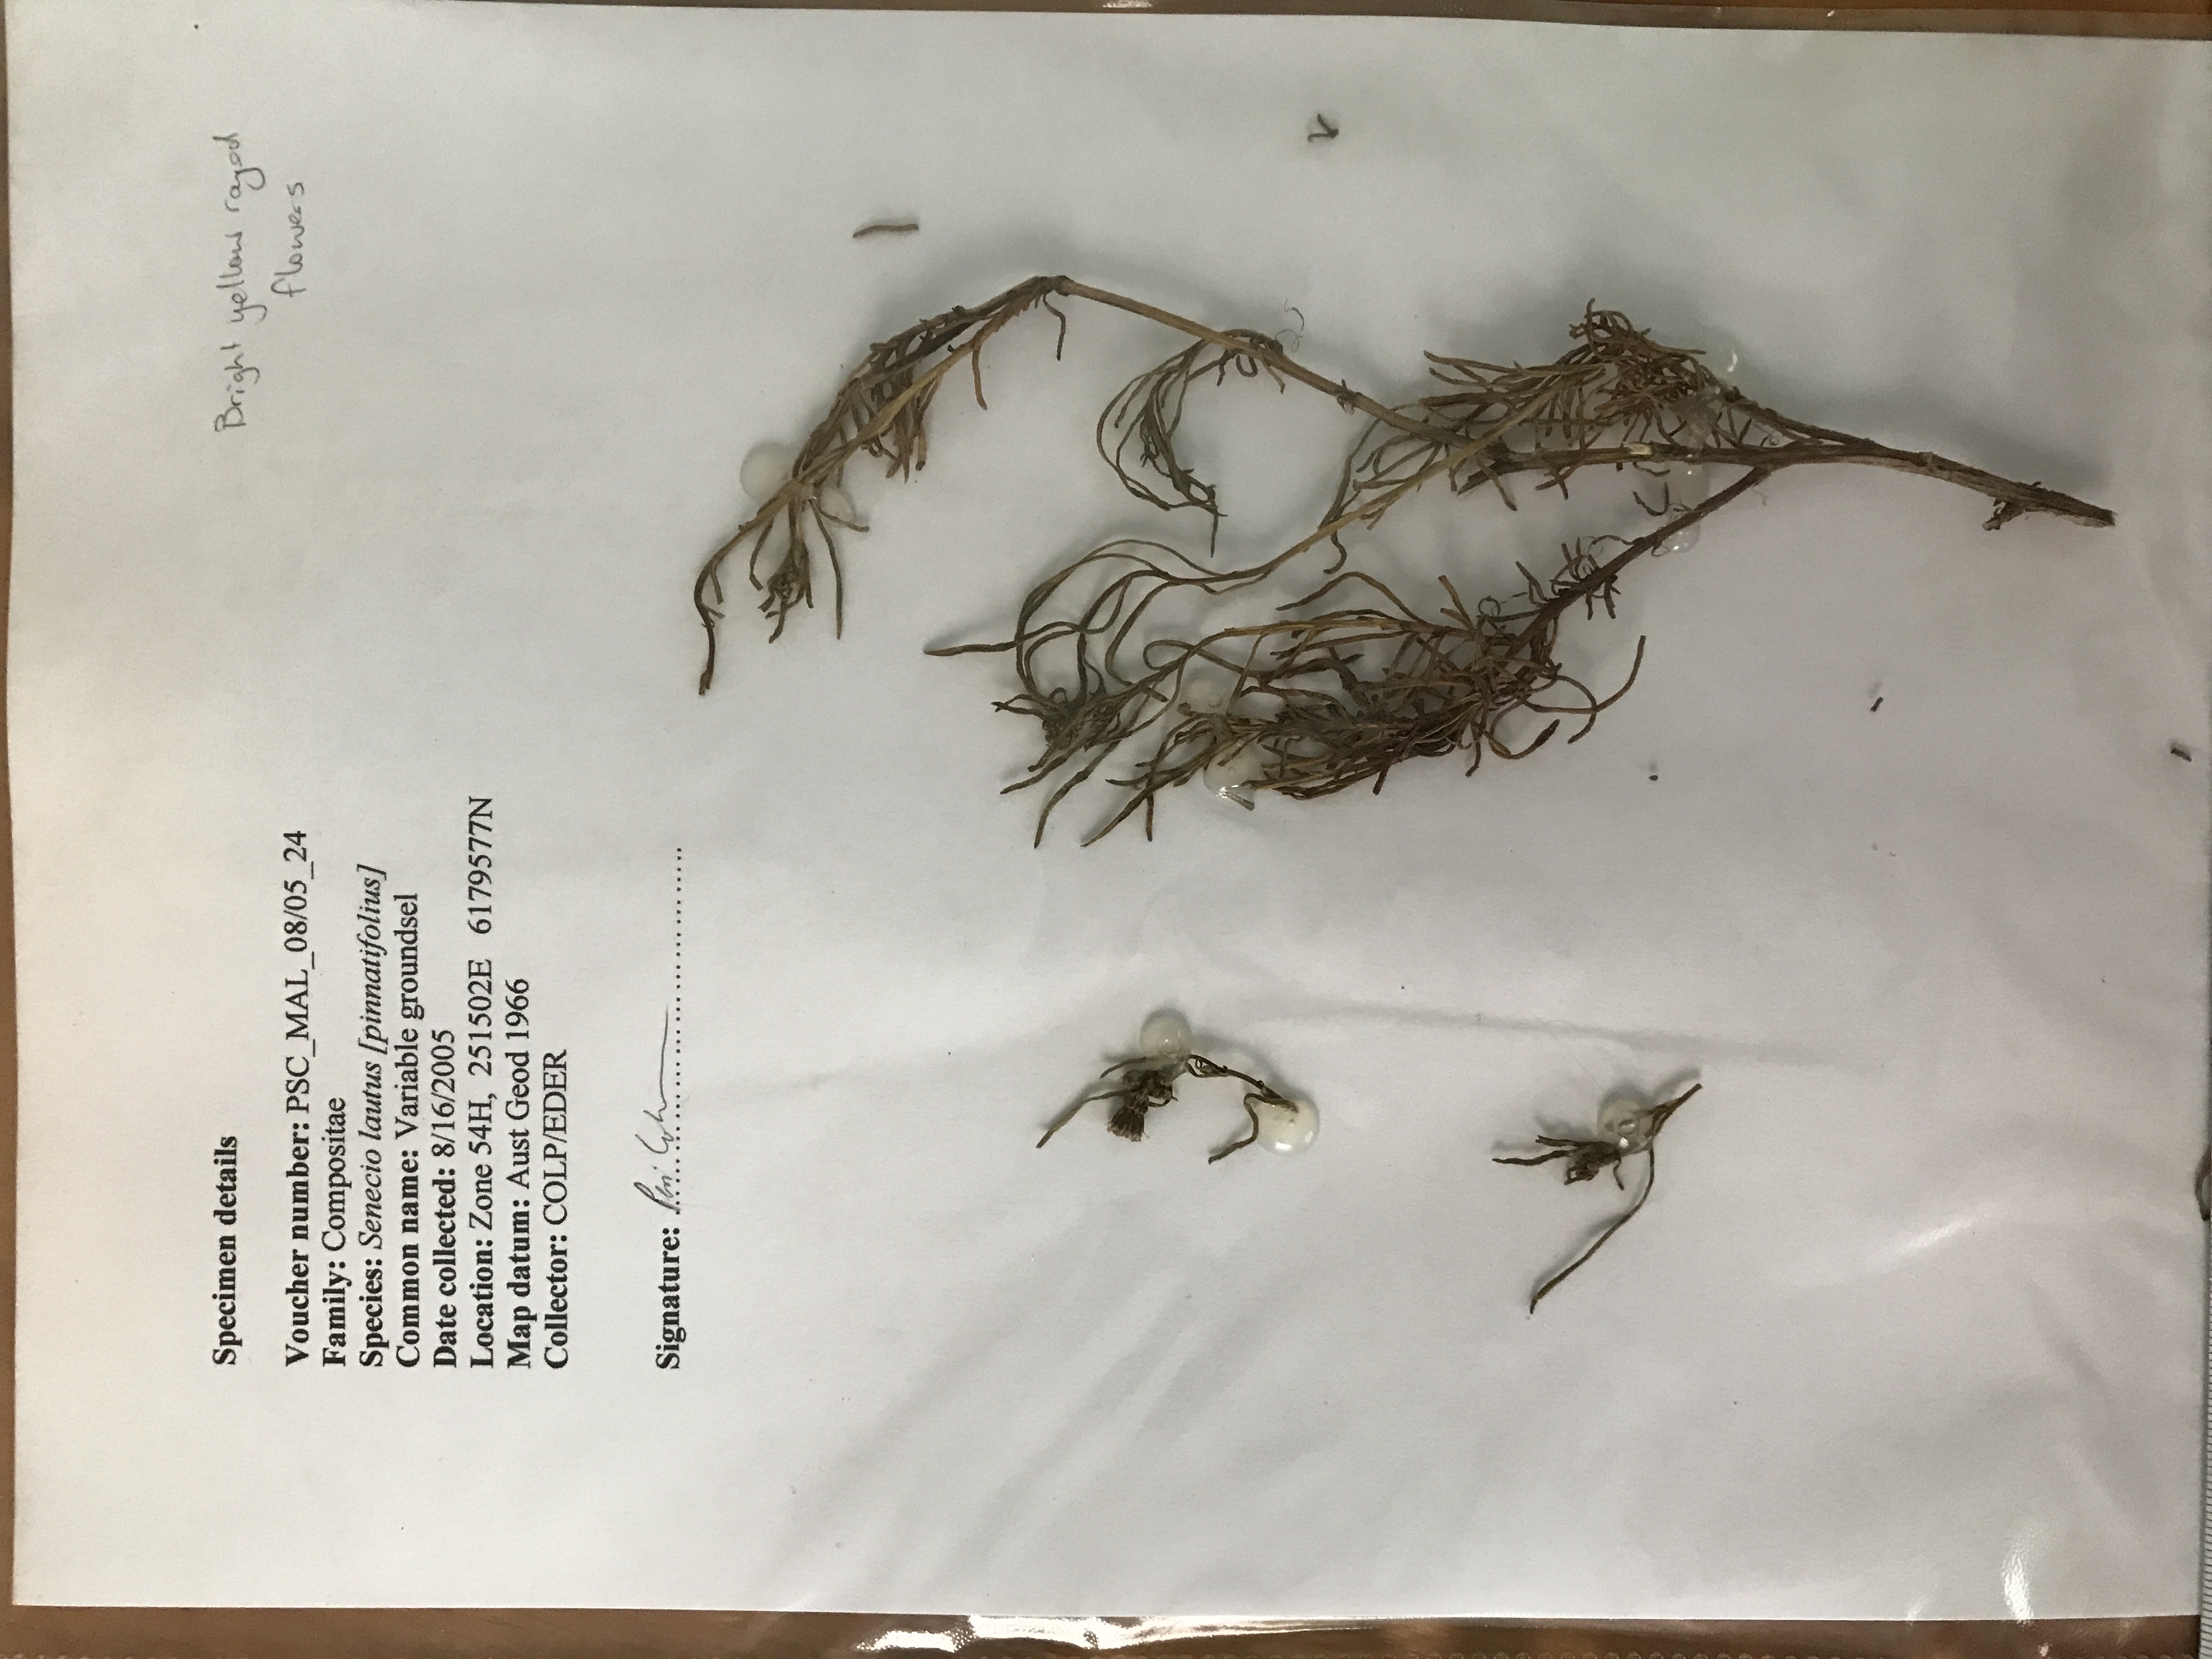 Specimen details
Bright yellow rayed
flowers
Voucher number: PSC_MAL_08/05_24
Family: Compositae
Species: Senecio lautus [pinnatifolius]
Common name: Variable groundsel
Date collected: 8/16/2005
Location: Zone 54H, 251502E 6179577N
Map datum: Aust Geod 1966
Collector: COLP/EDER
Signature: